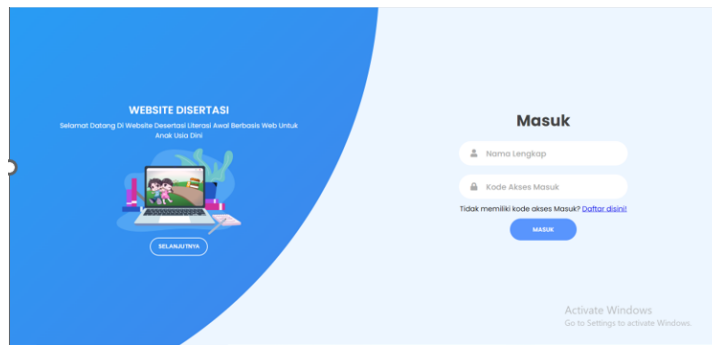 WEBSITE DISERTASI
Selamat Datang Di Website Desertasi Literasi Awal Berbasis Web Untuk
Anak Usia Dini
SELANJUTNYA
Masuk
Nama Lengkap
Kode Akses Masuk
Tidak memiliki kode akses Masuk? Daftar disini!
MASUK
Activate Windows
Go to Settings to activate Windows.